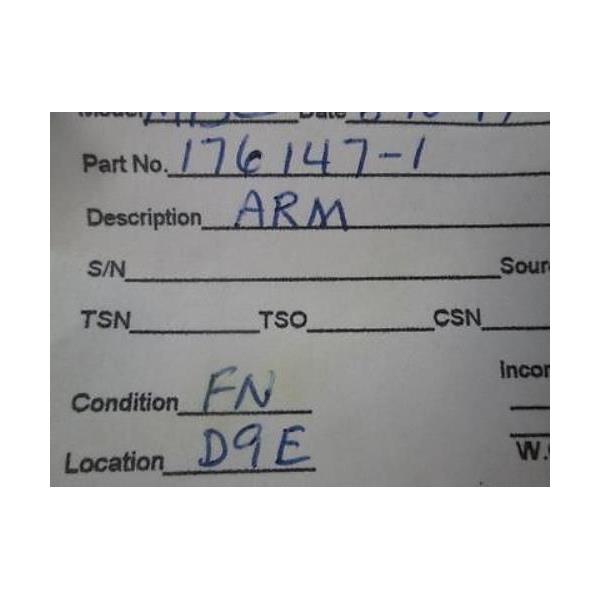 Part No. 176147-1
Description ARM
S/N
TSN TSO CSN
Condition FN
Location D9E
W.